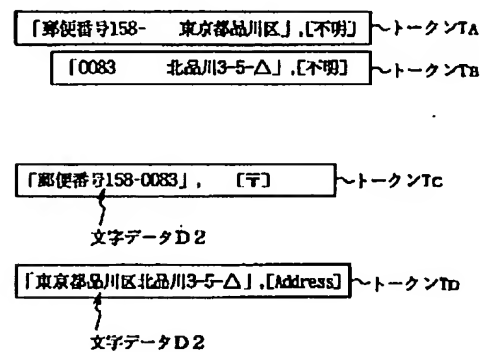 「郵便番号158-　　東京都品川区」,[不明] 〜トークンTA
「0083　　北品川3-5-△」,[不明] 〜トークンTB
「郵便番号158-0083」,　[〒] 〜トークンTC
文字データD2
「東京都品川区北品川3-5-△」,[Address] 〜トークンTD
文字データD2